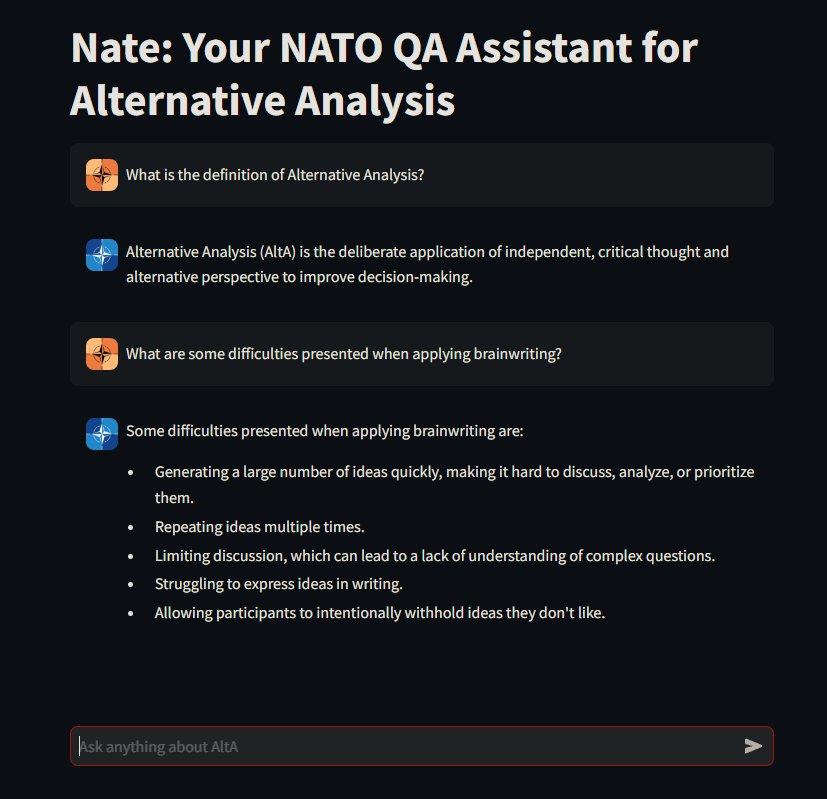 Nate: Your NATO QA Assistant for
Alternative Analysis
What is the definition of Alternative Analysis?
Alternative Analysis (AltA) is the deliberate application of independent, critical thought and
alternative perspective to improve decision-making.
What are some difficulties presented when applying brainwriting?
Some difficulties presented when applying brainwriting are:
• Generating a large number of ideas quickly, making it hard to discuss, analyze, or prioritize
them.
• Repeating ideas multiple times.
• Limiting discussion, which can lead to a lack of understanding of complex questions.
• Struggling to express ideas in writing.
• Allowing participants to intentionally withhold ideas they don't like.
Ask anything about AltA